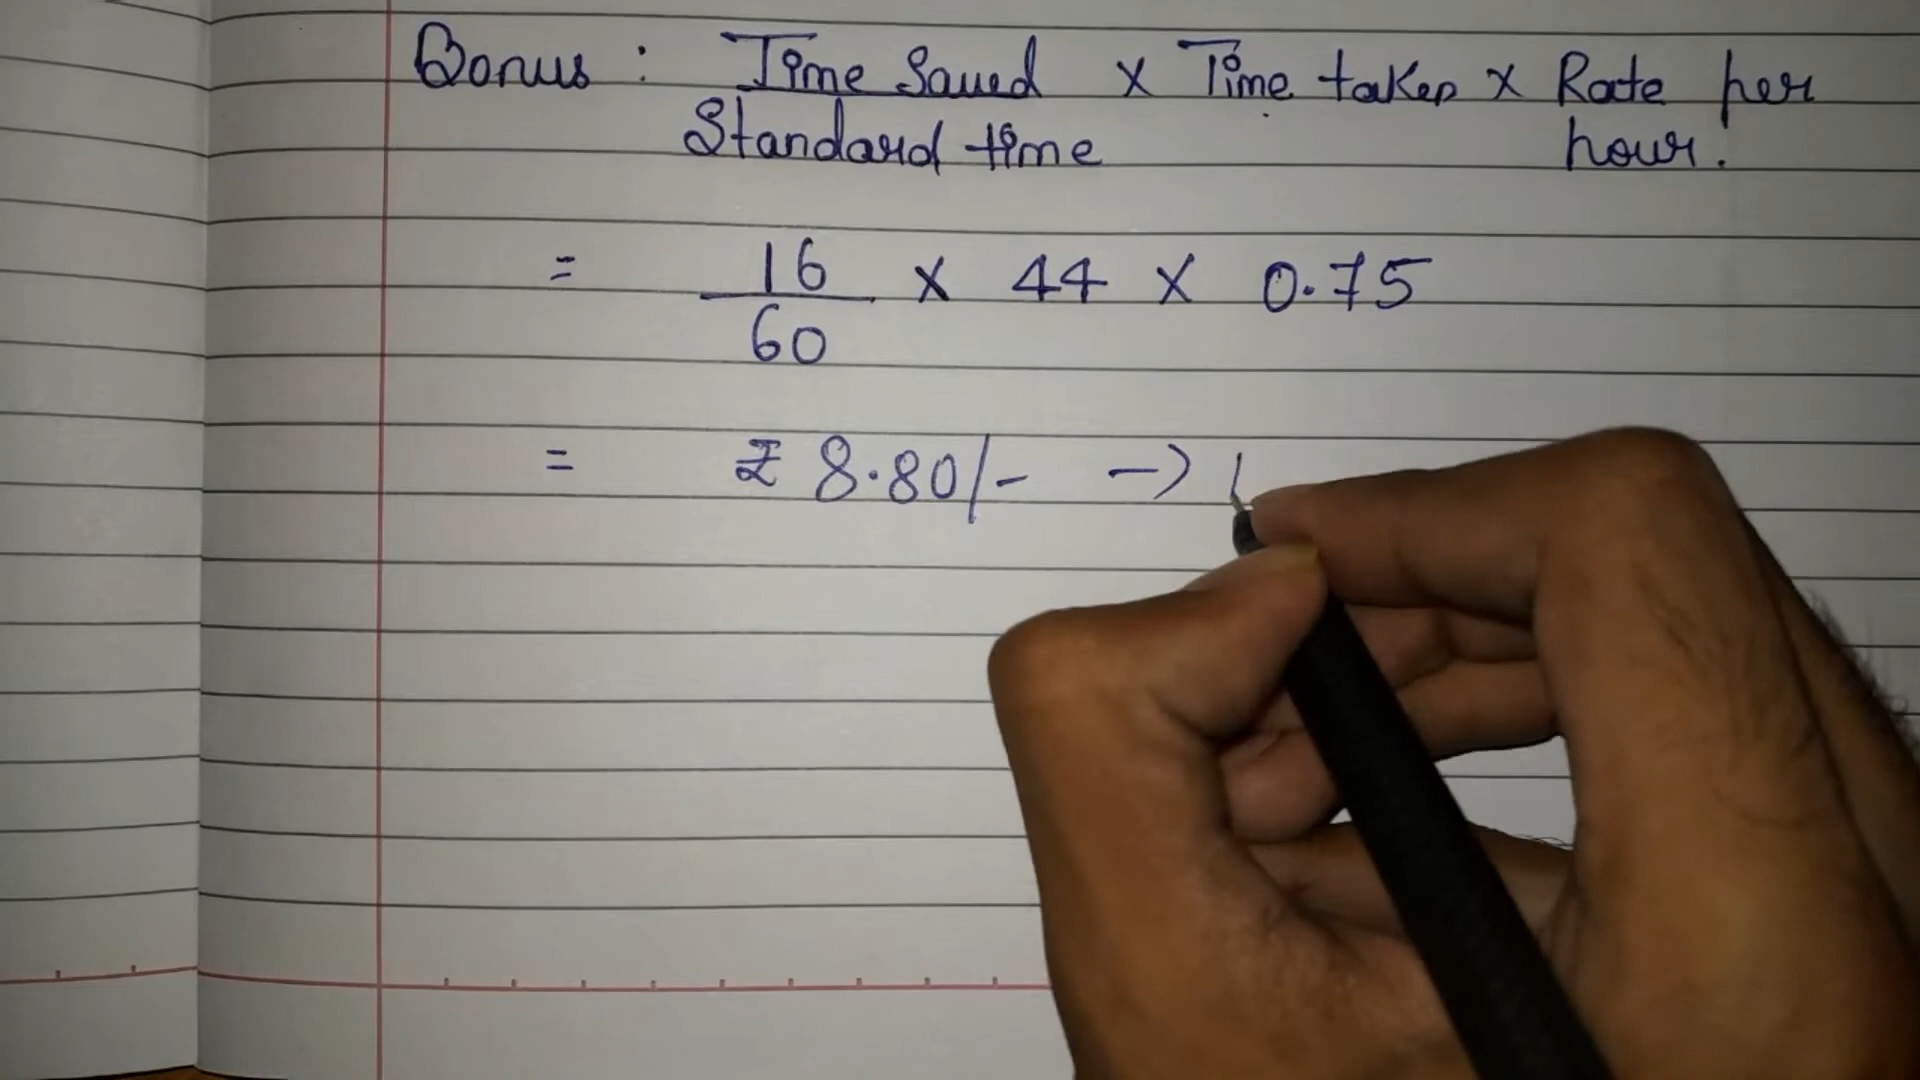 Bonus : Time Saved × Time taken × Rate per
Standard time hour.
= 16 × 44 × 0.75
60
= ₹ 8.80/- →